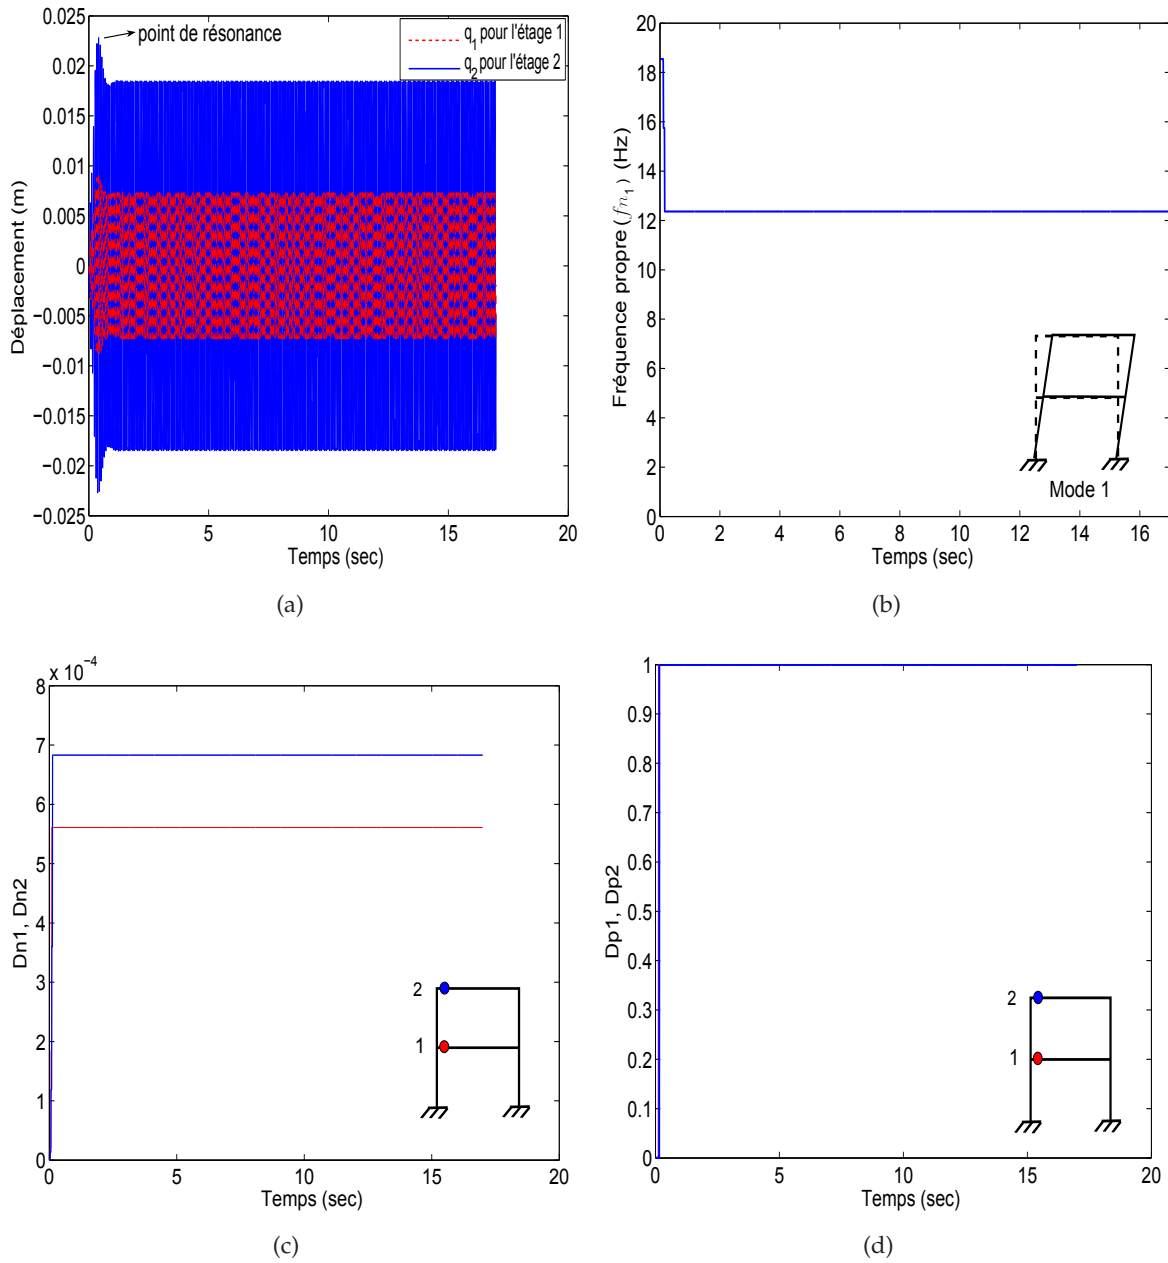 0.025
0.02
0.015
0.01
0.005
0
−0.005
−0.01
−0.015
−0.02
−0.025
Déplacement (m)
point de résonance
q1 pour l'étage 1
q2 pour l'étage 2
0 5 10 15 20
Temps (sec)
(a)
20
18
16
14
12
10
8
6
4
2
0
Fréquence propre (fn1) (Hz)
Mode 1
0 2 4 6 8 10 12 14 16
Temps (sec)
(b)
x 10−4
8
7
6
5
4
3
2
1
0
Dn1, Dn2
2
1
0 5 10 15 20
Temps (sec)
(c)
1
0.9
0.8
0.7
0.6
0.5
0.4
0.3
0.2
0.1
0
Dp1, Dp2
2
1
0 5 10 15 20
Temps (sec)
(d)